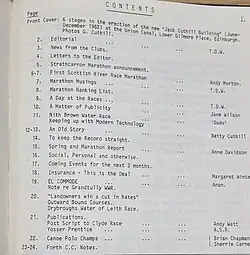 CONTENTS
Page
Front Cover: 6 stages in the erection of the new "Jack Cuthill Building" (June-
December 1982) at the Union Canal, Lower Gilmore Place, Edinburgh.
Photos G. Cuthill.
2. Editorial ... ... I.
3. News from the Clubs. ... T.D.W.
4. Letters to the Editor.
5. Strathcarron Marathon announcement.
6-7. First Scottish River Race Marathon
7. Marathon Musings ... ... Andy Morton.
8. Marathon Ranking List. ... T.D.W.
9. A Day at the Races... ...
10. A Matter of Publicity ... T.D.W.
11. Nith Brown Water Race ... Jane Wilson
Keeping up with Modern Technology ... "Dodu"
12-13. An Old Story ... ...
14. To keep the Record straight. ... Betty Cuthill
15. Spring and Marathon Report
16. Social, Personal and otherwise. ... Anne Davidson
17. Coming Events for the next 3 months.
18. Insurance - This is the Deal ... Margaret Winter
19. EL COMMODE ... ... Anon.
Note re Grandtully WWR.
20. "Landowners win a cut in Rates"
Outward Bound Courses.
Drybroughs Water of Leith Race.
21. Publications.
Post Script to Clyde Race ... Andy Watt
Yosser Prentice ... A.S.R.
22. Canoe Polo Champs ... Brian Chapman
23-24. Forth C.C. Notes. ... Sherrie Garne